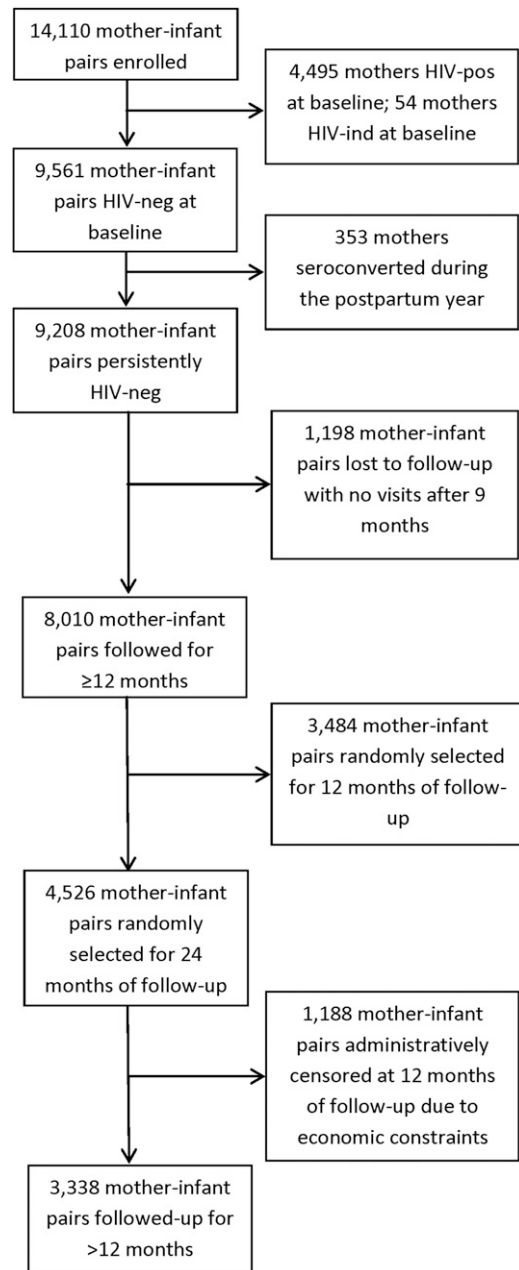 14,110 mother-infant
pairs enrolled
4,495 mothers HIV-pos
at baseline; 54 mothers
HIV-ind at baseline
9,561 mother-infant
pairs HIV-neg at
baseline
353 mothers
seroconverted during
the postpartum year
9,208 mother-infant
pairs persistently
HIV-neg
1,198 mother-infant
pairs lost to follow-up
with no visits after 9
months
8,010 mother-infant
pairs followed for
≥12 months
3,484 mother-infant
pairs randomly selected
for 12 months of follow-
up
4,526 mother-infant
pairs randomly
selected for 24
months of follow-up
1,188 mother-infant
pairs administratively
censored at 12 months
of follow-up due to
economic constraints
3,338 mother-infant
pairs followed-up for
>12 months